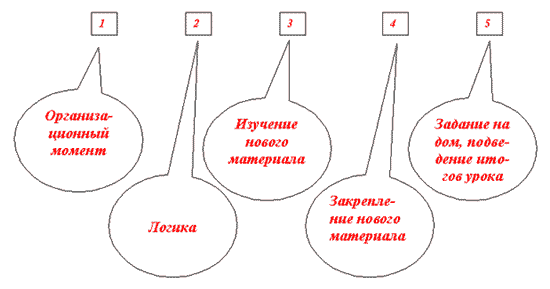 1
2
3
4
5
Организа-
ционный
момент
Логика
Изучение
нового
материала
Закрепле-
ние нового
материала
Задание на
дом, подве-
дение ито-
гов урока